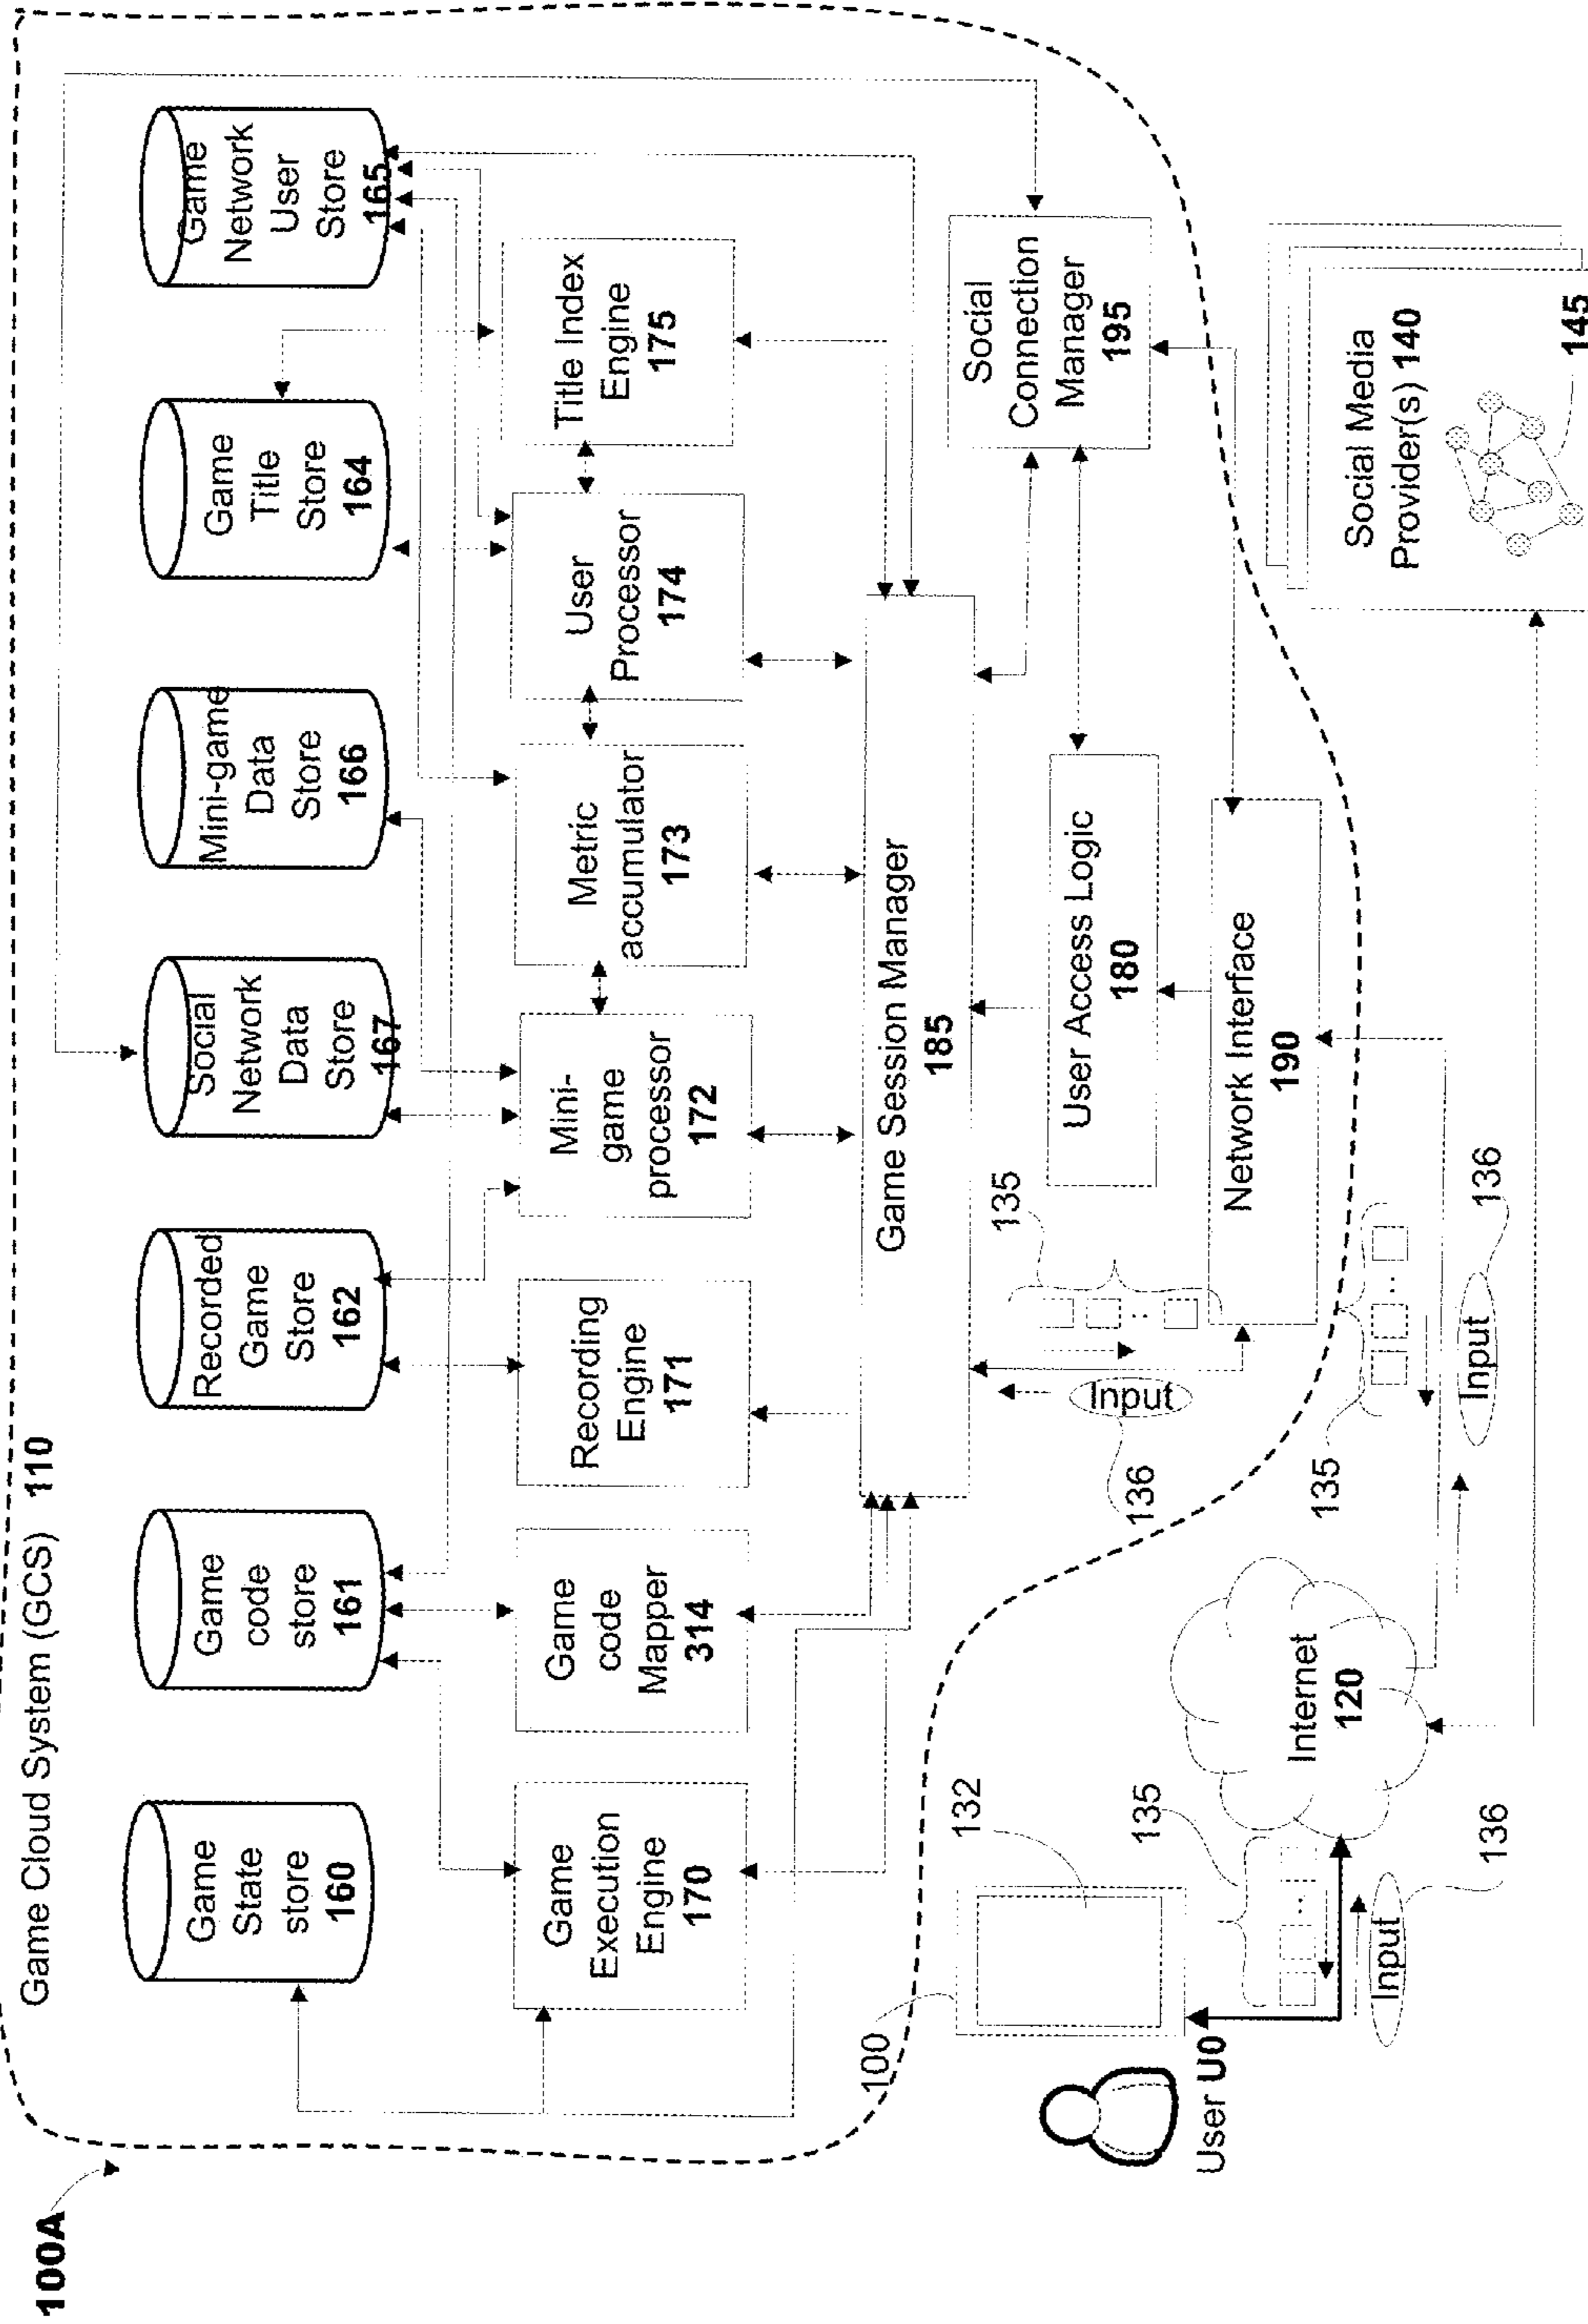 100A
Game Cloud System (GCS) 110
Game
State
store
160
Game
code
store
161
Recorded
Game
Store
162
Social
Network
Data
Store
167
Mini-game
Data
Store
166
Game
Title
Store
164
Game
Network
User
Store
165
Game
Execution
Engine
170
Game
code
Mapper
314
Recording
Engine
171
Mini-
game
processor
172
Metric
accumulator
173
User
Processor
174
Title Index
Engine
175
Game Session Manager
185
User Access Logic
180
Network Interface
190
Social
Connection
Manager
195
135
Input
136
100
132
User U0
135
Input
136
Internet
120
135
Input
136
Social Media
Provider(s) 140
145